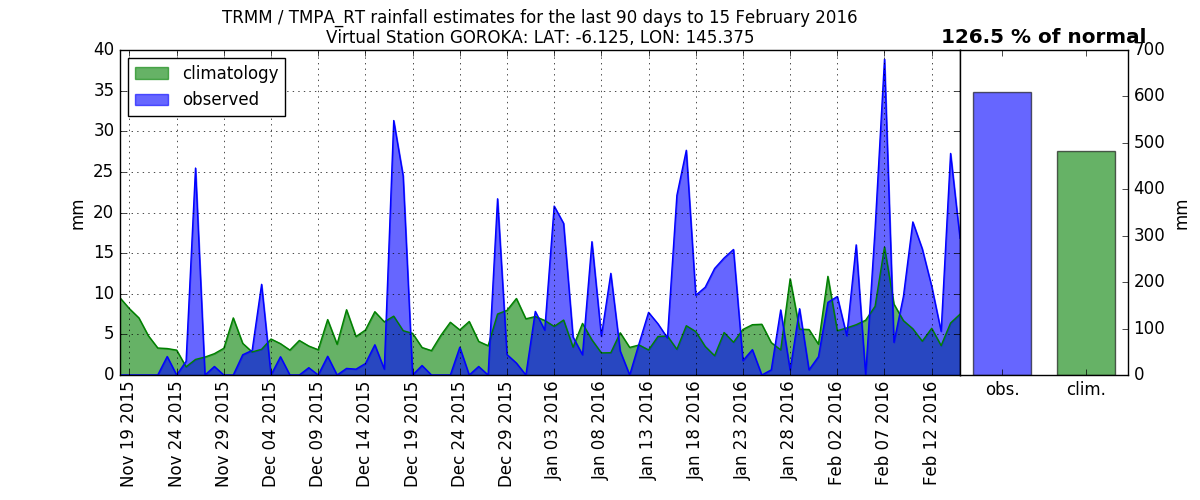 TRMM / TMPA_RT rainfall estimates for the last 90 days to 15 February 2016
Virtual Station GOROKA: LAT: -6.125, LON: 145.375
126.5 % of normal
climatology
observed
40
35
30
25
20
15
10
5
0
mm
700
600
500
400
300
200
100
0
mm
Nov 19 2015
Nov 24 2015
Nov 29 2015
Dec 04 2015
Dec 09 2015
Dec 14 2015
Dec 19 2015
Dec 24 2015
Dec 29 2015
Jan 03 2016
Jan 08 2016
Jan 13 2016
Jan 18 2016
Jan 23 2016
Jan 28 2016
Feb 02 2016
Feb 07 2016
Feb 12 2016
obs.
clim.